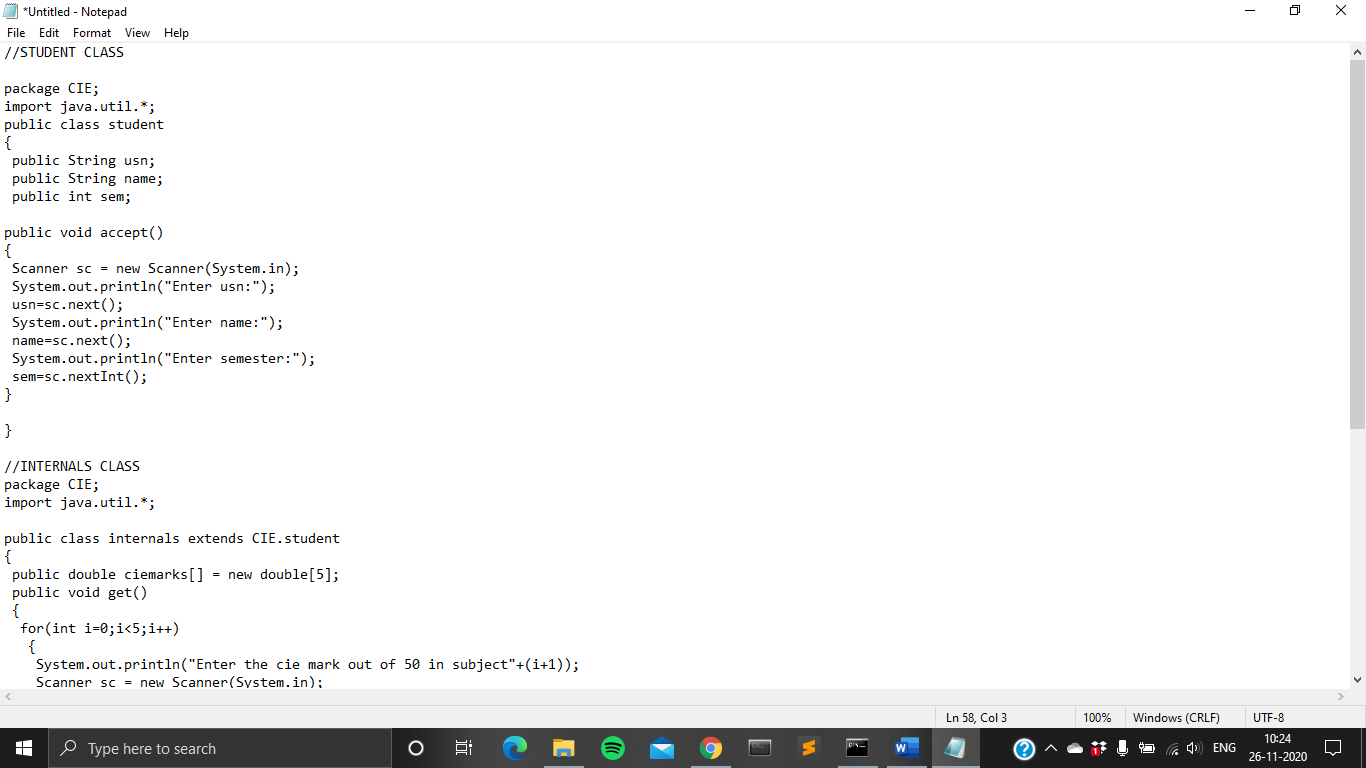 *Untitled - Notepad
File Edit Format View Help
//STUDENT CLASS
package CIE;
import java.util.*;
public class student
{
public String usn;
public String name;
public int sem;
public void accept()
{
Scanner sc = new Scanner(System.in);
System.out.println("Enter usn:");
usn=sc.next();
System.out.println("Enter name:");
name=sc.next();
System.out.println("Enter semester:");
sem=sc.nextInt();
}
}
//INTERNALS CLASS
package CIE;
import java.util.*;
public class internals extends CIE.student
{
public double ciemarks[] = new double[5];
public void get()
{
for(int i=0;i<5;i++)
{
System.out.println("Enter the cie mark out of 50 in subject"+(i+1));
Scanner sc = new Scanner(System.in);
Ln 58, Col 3 100% Windows (CRLF) UTF-8
Type here to search
ENG
10:24
26-11-2020